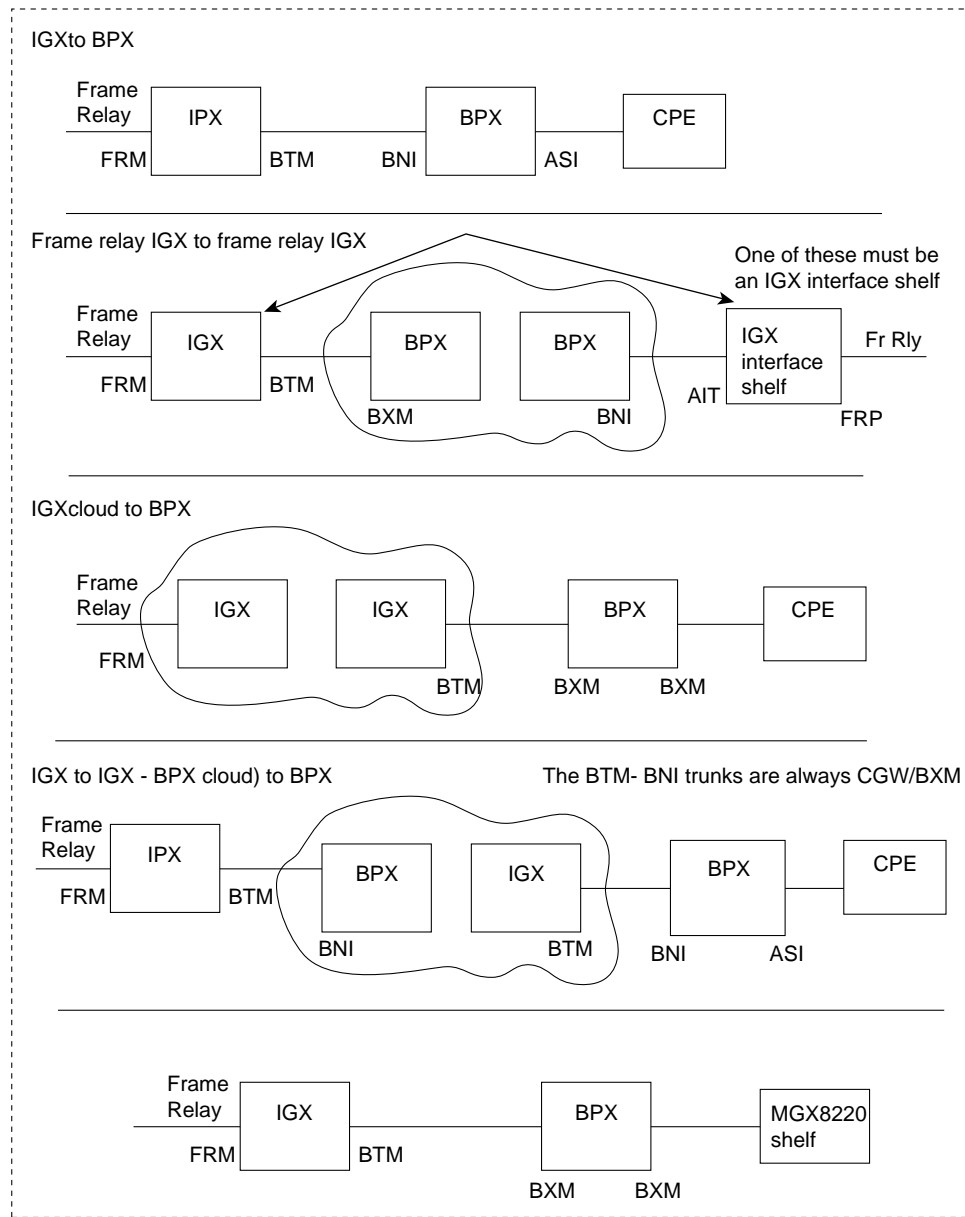 IGXto BPX
Frame
Relay
IPX
BPX
CPE
FRM
BTM
BNI
ASI
Frame relay IGX to frame relay IGX
One of these must be
an IGX interface shelf
Frame
Relay
IGX
BPX
BPX
IGX
interface
shelf
Fr Rly
FRM
BTM
BXM
BNI
AIT
FRP
IGXcloud to BPX
Frame
Relay
IGX
IGX
BPX
CPE
FRM
BTM
BXM
BXM
IGX to IGX - BPX cloud) to BPX
The BTM- BNI trunks are always CGW/BXM
Frame
Relay
IPX
BPX
IGX
BPX
CPE
FRM
BTM
BNI
BTM
BNI
ASI
Frame
Relay
IGX
BPX
MGX8220
shelf
FRM
BTM
BXM
BXM